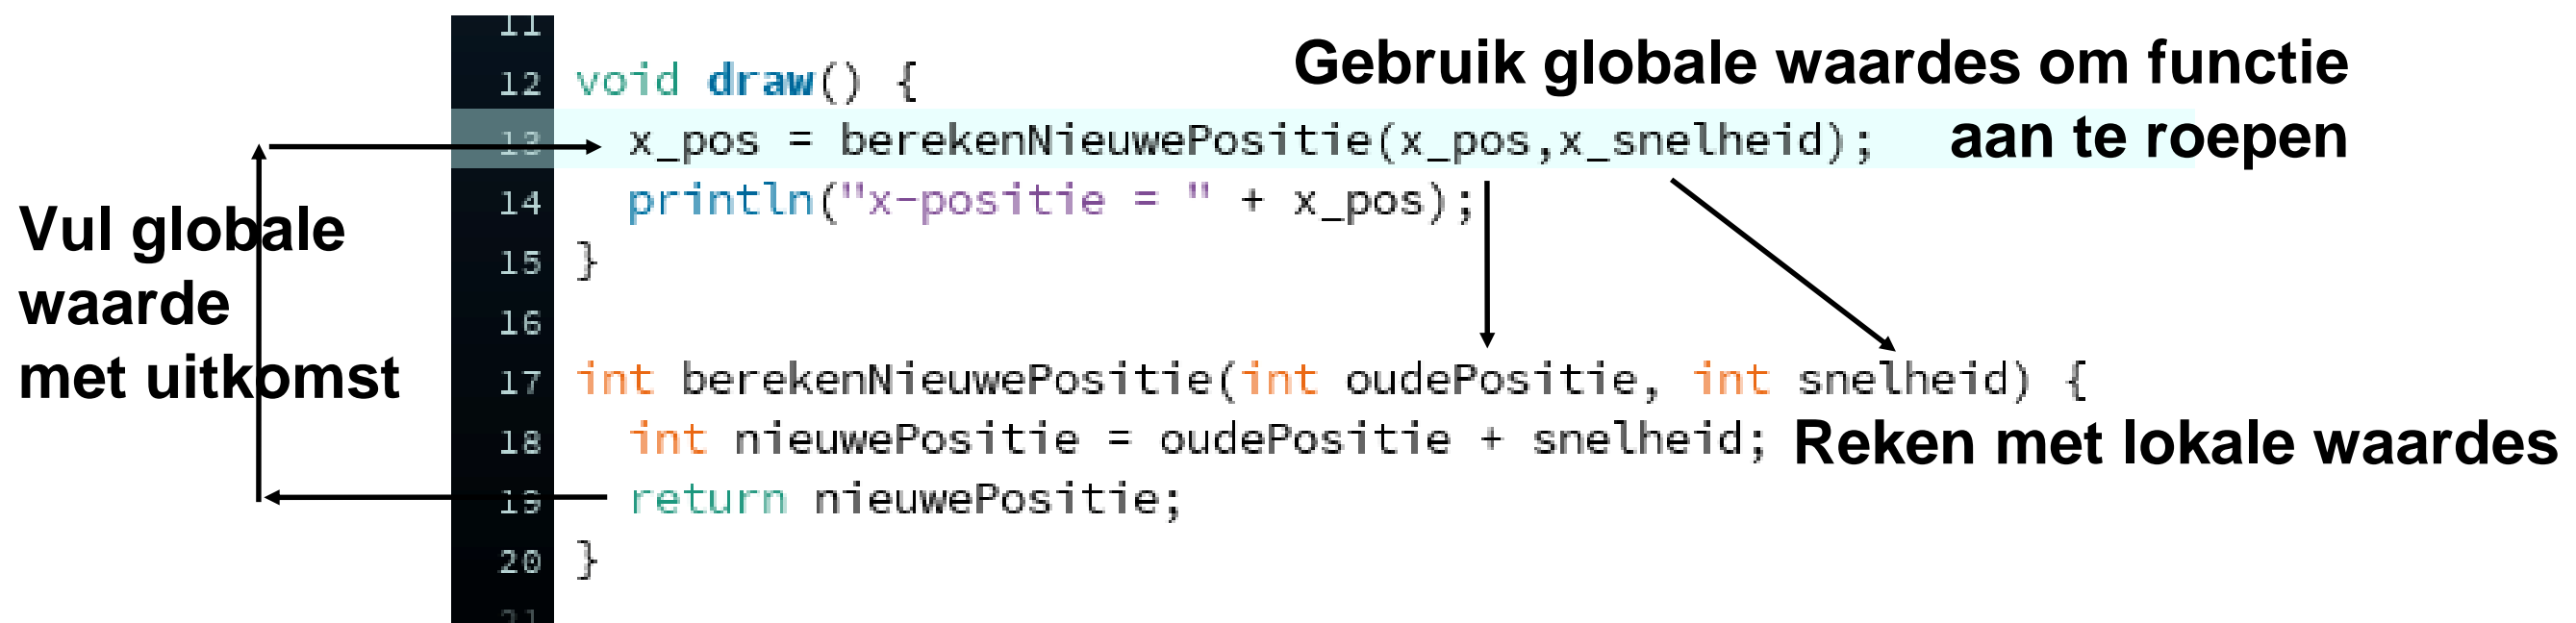 Gebruik globale waardes om functie
aan te roepen
Vul globale
waarde
met uitkomst
11
12 void draw() {
13 x_pos = berekenNieuwePositie(x_pos,x_snelheid);
14 println("x-positie = " + x_pos);
15 }
16
17 int berekenNieuwePositie(int oudePositie, int snelheid) {
18 int nieuwePositie = oudePositie + snelheid;
Reken met lokale waardes
19 return nieuwePositie;
20 }
21